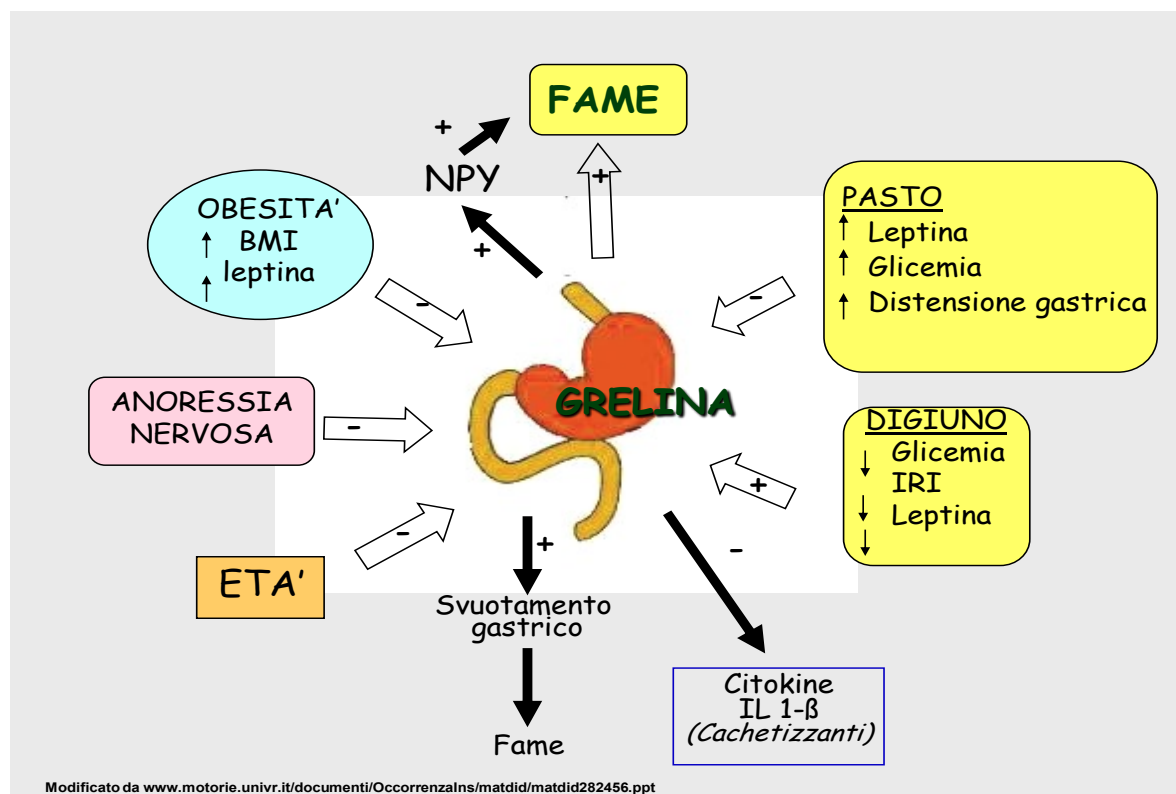 FAME
+
NPY
+
+
OBESITA’
↑ BMI
↑ leptina
-
PASTO
↑ Leptina
↑ Glicemia
↑ Distensione gastrica
-
ANORESSIA
NERVOSA
-
GRELINA
DIGIUNO
↓ Glicemia
↓ IRI
↓ Leptina
+
ETA’
-
+
-
Svuotamento
gastrico
Fame
Citokine
IL 1-ß
(Cachetizzanti)
Modificato da www.motorie.univr.it/documenti/OccorrenzaIns/matdid/matdid282456.ppt